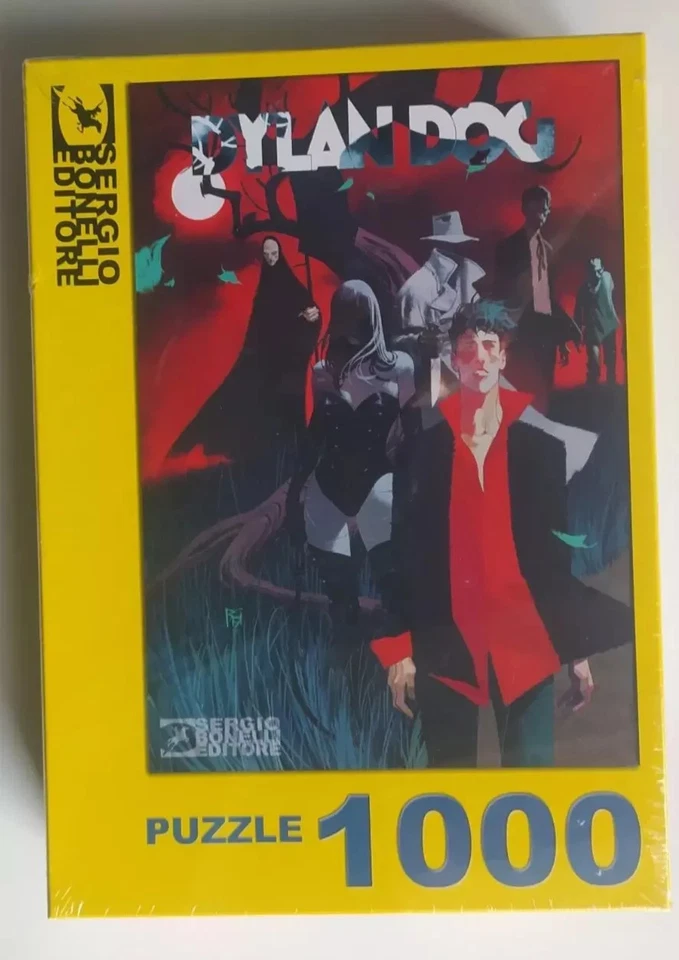 SERGIO
BONELLI
EDITORE
DYLAN DOG
SERGIO
BONELLI
EDITORE
PUZZLE 1000